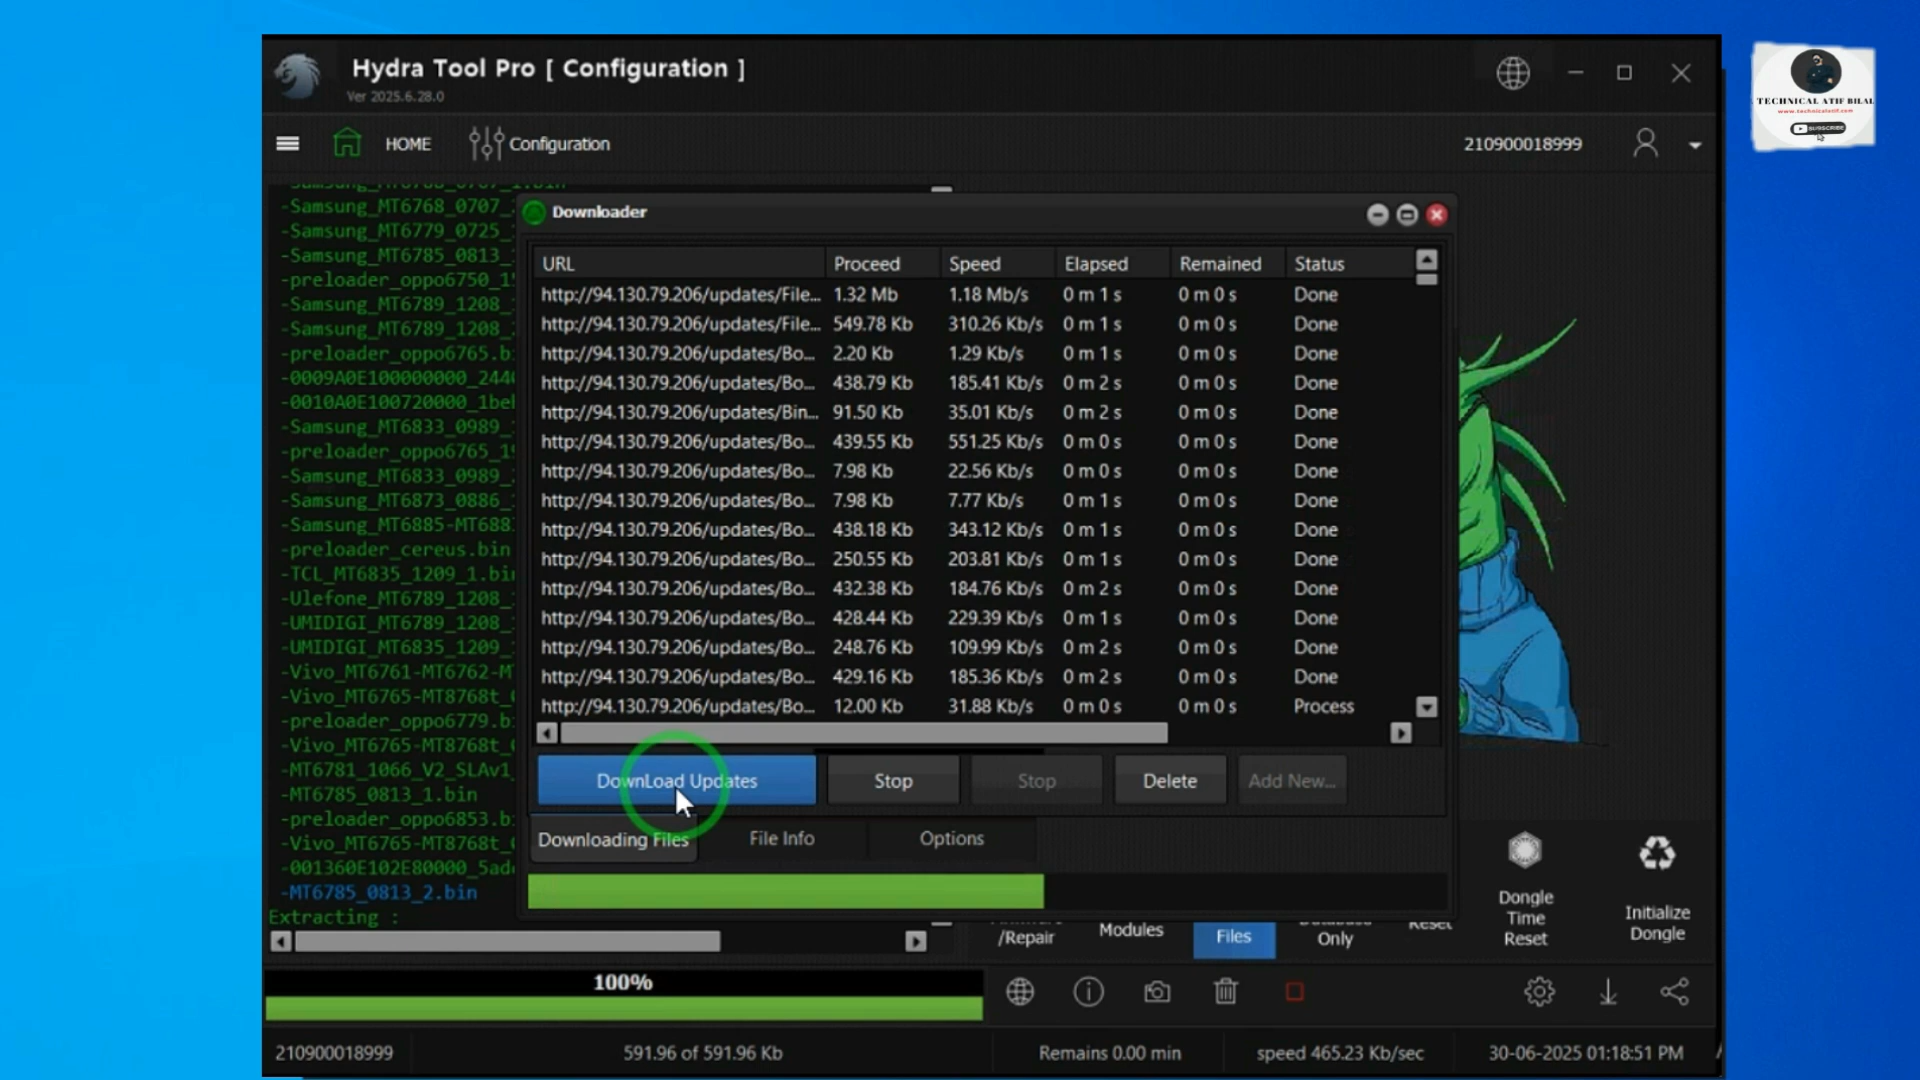 Hydra Tool Pro [ Configuration ]
Ver 2025.6.28.0
TECHNICAL ATIF BILAL
www.technicalatif.com
SUBSCRIBE
HOME
Configuration
210900018999
-Samsung_MT6768_0707_1.bin
-Samsung_MT6768_0707_
-Samsung_MT6779_0725_
-Samsung_MT6785_0813_
-preloader_oppo6750_15
-Samsung_MT6789_1208_
-Samsung_MT6789_1208_
-preloader_oppo6765.b
-0009A0E100000000_244
-0010A0E100720000_1be
-Samsung_MT6833_0989_
-preloader_oppo6765_19
-Samsung_MT6833_0989_
-Samsung_MT6873_0886_
-Samsung_MT6885-MT688
-preloader_cereus.bin
-TCL_MT6835_1209_1.bi
-Ulefone_MT6789_1208_
-UMIDIGI_MT6789_1208_
-UMIDIGI_MT6835_1209_
-Vivo_MT6761-MT6762-M
-Vivo_MT6765-MT8768t_
-preloader_oppo6779.b
-Vivo_MT6765-MT8768t_
-MT6781_1066_V2_SLAv1
-MT6785_0813_1.bin
-preloader_oppo6853.b
-Vivo_MT6765-MT8768t_
-001360E102E80000_5ad
-MT6785_0813_2.bin
Extracting :
Downloader
URL Proceed Speed Elapsed Remained Status
http://94.130.79.206/updates/File... 1.32 Mb 1.18 Mb/s 0 m 1 s 0 m 0 s Done
http://94.130.79.206/updates/File... 549.78 Kb 310.26 Kb/s 0 m 1 s 0 m 0 s Done
http://94.130.79.206/updates/Bo... 2.20 Kb 1.29 Kb/s 0 m 1 s 0 m 0 s Done
http://94.130.79.206/updates/Bo... 438.79 Kb 185.41 Kb/s 0 m 2 s 0 m 0 s Done
http://94.130.79.206/updates/Bin... 91.50 Kb 35.01 Kb/s 0 m 2 s 0 m 0 s Done
http://94.130.79.206/updates/Bo... 439.55 Kb 551.25 Kb/s 0 m 0 s 0 m 0 s Done
http://94.130.79.206/updates/Bo... 7.98 Kb 22.56 Kb/s 0 m 0 s 0 m 0 s Done
http://94.130.79.206/updates/Bo... 7.98 Kb 7.77 Kb/s 0 m 1 s 0 m 0 s Done
http://94.130.79.206/updates/Bo... 438.18 Kb 343.12 Kb/s 0 m 1 s 0 m 0 s Done
http://94.130.79.206/updates/Bo... 250.55 Kb 203.81 Kb/s 0 m 1 s 0 m 0 s Done
http://94.130.79.206/updates/Bo... 432.38 Kb 184.76 Kb/s 0 m 2 s 0 m 0 s Done
http://94.130.79.206/updates/Bo... 428.44 Kb 229.39 Kb/s 0 m 1 s 0 m 0 s Done
http://94.130.79.206/updates/Bo... 248.76 Kb 109.99 Kb/s 0 m 2 s 0 m 0 s Done
http://94.130.79.206/updates/Bo... 429.16 Kb 185.36 Kb/s 0 m 2 s 0 m 0 s Done
http://94.130.79.206/updates/Bo... 12.00 Kb 31.88 Kb/s 0 m 0 s 0 m 0 s Process
DownLoad Updates Stop Stop Delete Add New...
Downloading Files File Info Options
/Repair
Modules
Files
Only
Reset
Dongle
Time
Reset
Initialize
Dongle
100%
210900018999 591.96 of 591.96 Kb Remains 0.00 min speed 465.23 Kb/sec 30-06-2025 01:18:51 PM